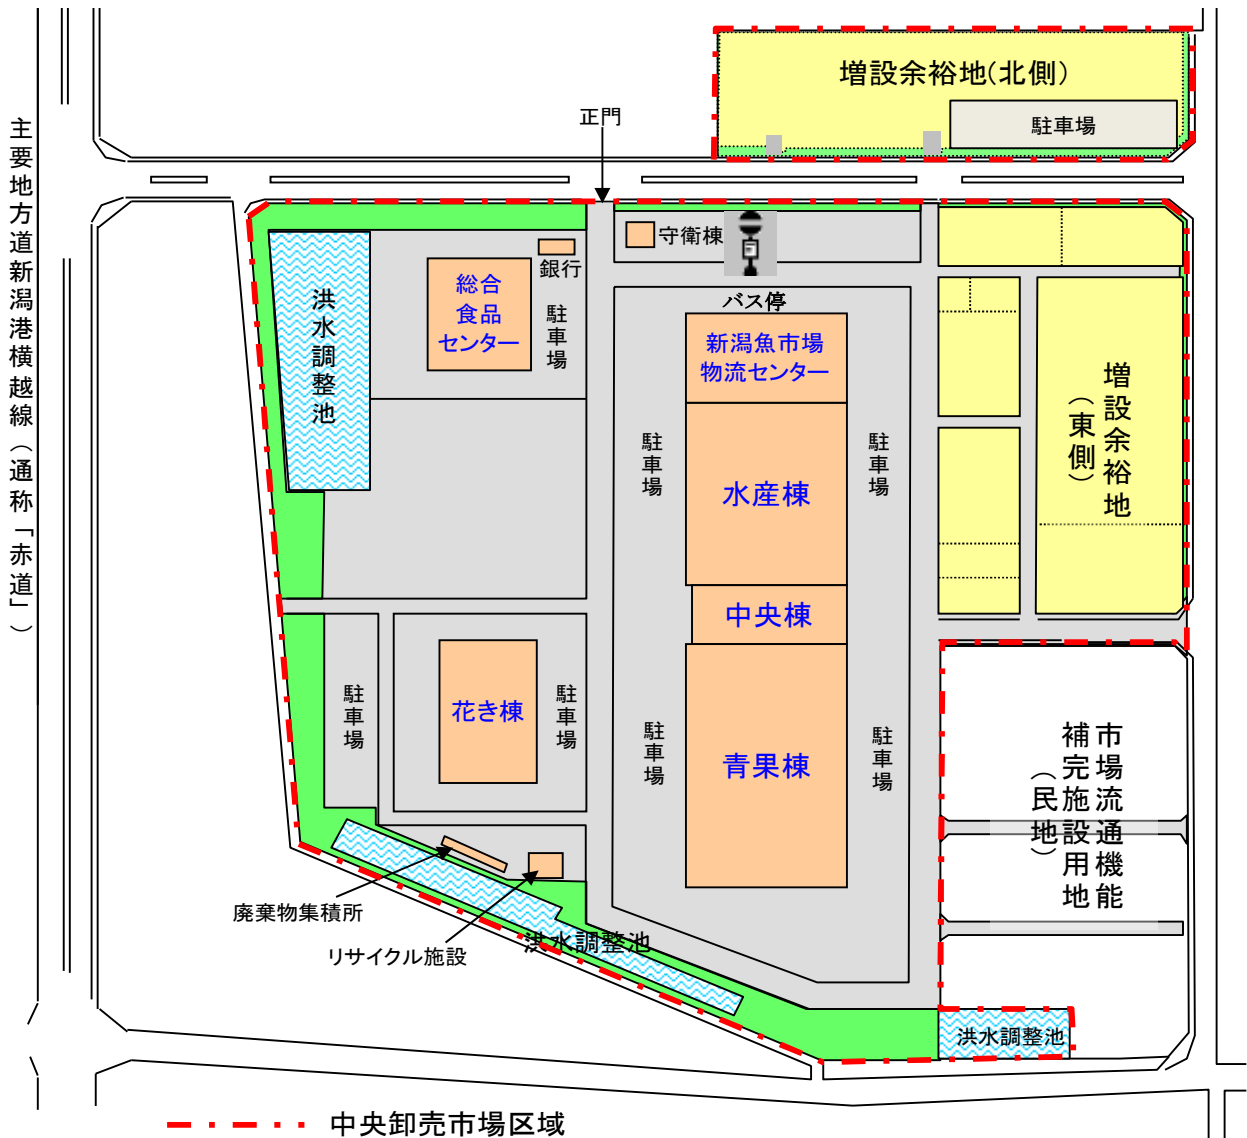 増設余裕地(北側)
駐車場
正門
主要地方道新潟港横越線(通称「赤道」)
守衛棟
銀行
総合
食品
センター
駐車場
洪水調整池
バス停
新潟魚市場
物流センター
駐車場
水産棟
駐車場
増設余裕地
(東側)
中央棟
駐車場
花き棟
駐車場
駐車場
青果棟
駐車場
市場流通機能
補完施設用地
(民地)
廃棄物集積所
リサイクル施設
洪水調整池
洪水調整池
中央卸売市場区域